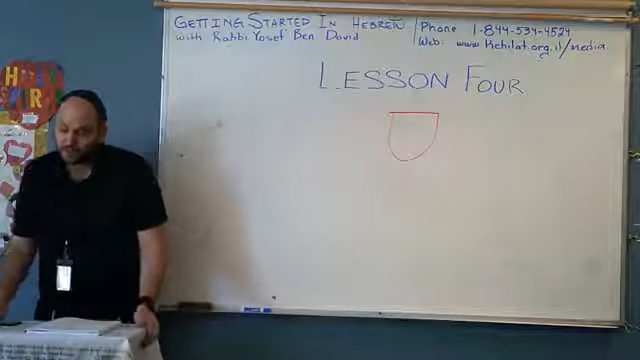 GETTING STARTED IN HEBREW
with Rabbi Yosef Ben David
Phone 1-844-534-4524
Web: www.kehilat.org.il/media
LESSON FOUR